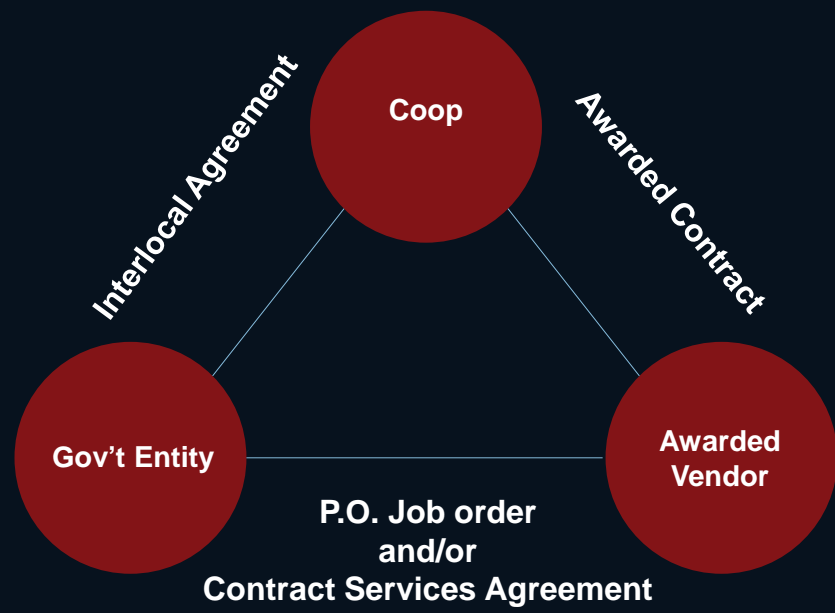 Coop
Interlocal Agreement
Awarded Contract
Gov’t Entity
Awarded
Vendor
P.O. Job order
and/or
Contract Services Agreement